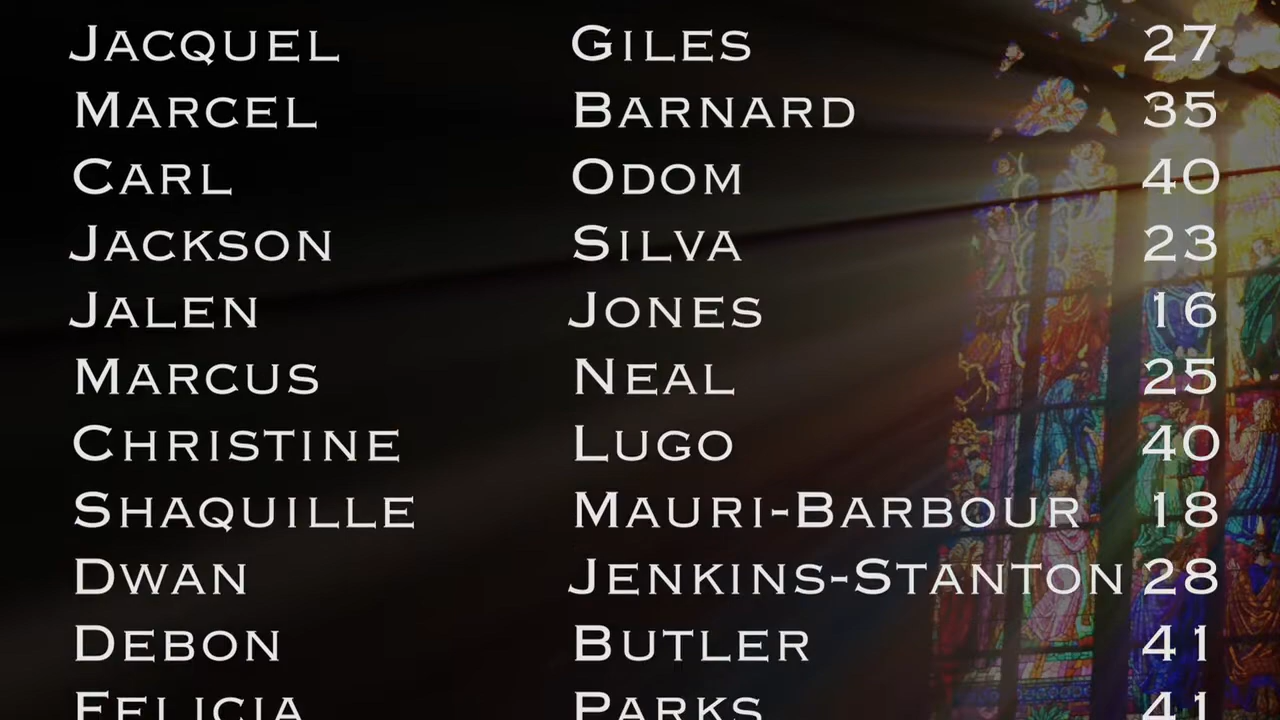 Jacquel Giles 27
Marcel Barnard 35
Carl Odom 40
Jackson Silva 23
Jalen Jones 16
Marcus Neal 25
Christine Lugo 40
Shaquille Mauri-Barbour 18
Dwan Jenkins-Stanton 28
Debon Butler 41
Felicia Parks 41